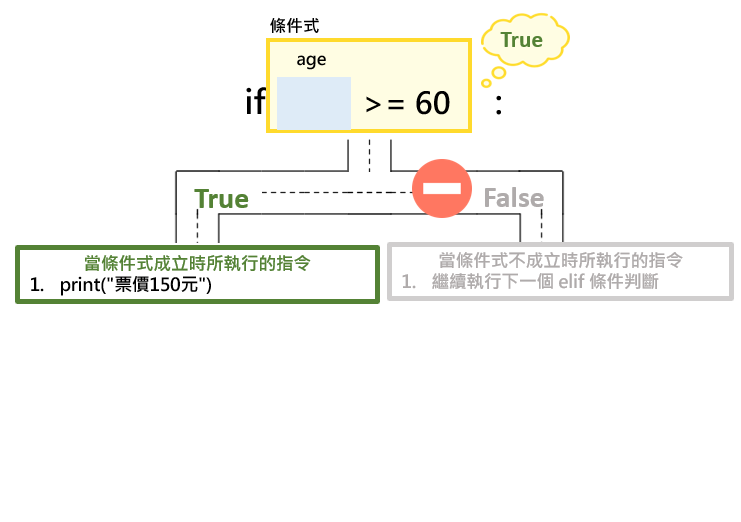 條件式
True
age
if >= 60 :
True
False
當條件式成立時所執行的指令
1. print("票價150元")
當條件式不成立時所執行的指令
1. 繼續執行下一個 elif 條件判斷